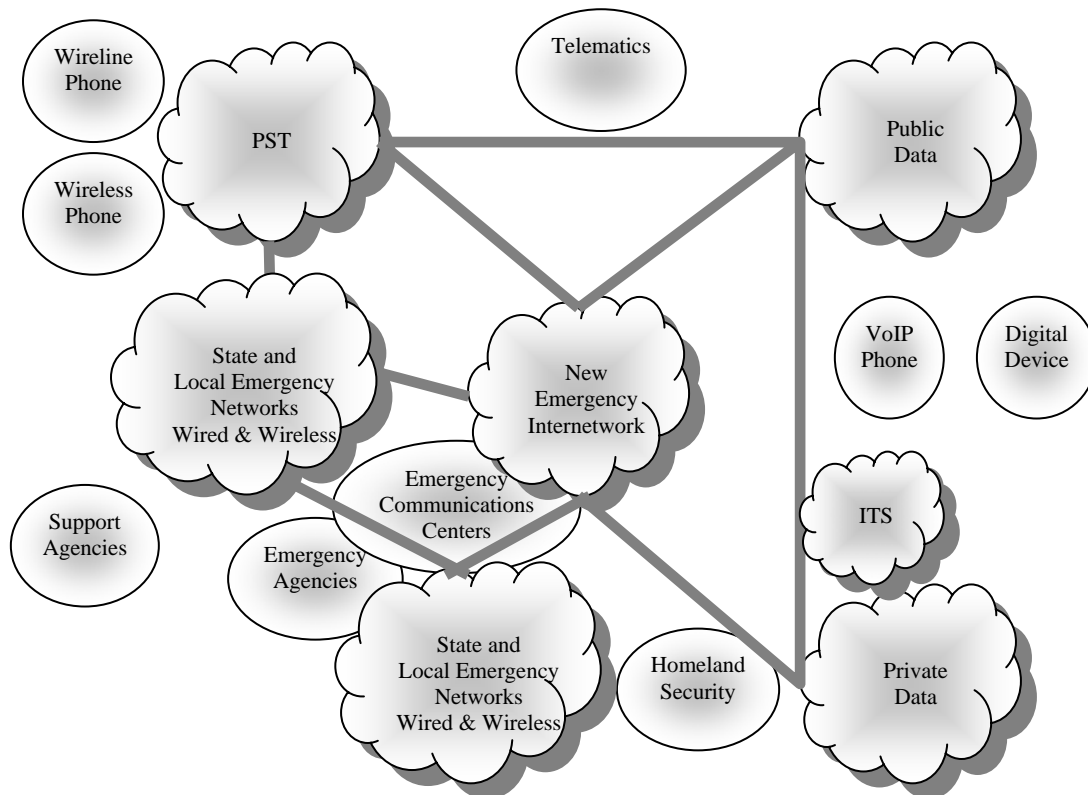 Wireline
Phone
Telematics
PST
Public
Data
Wireless
Phone
State and
Local Emergency
Networks
Wired & Wireless
New
Emergency
Internetwork
VoIP
Phone
Digital
Device
Emergency
Communications
Centers
Support
Agencies
Emergency
Agencies
ITS
State and
Local Emergency
Networks
Wired & Wireless
Homeland
Security
Private
Data